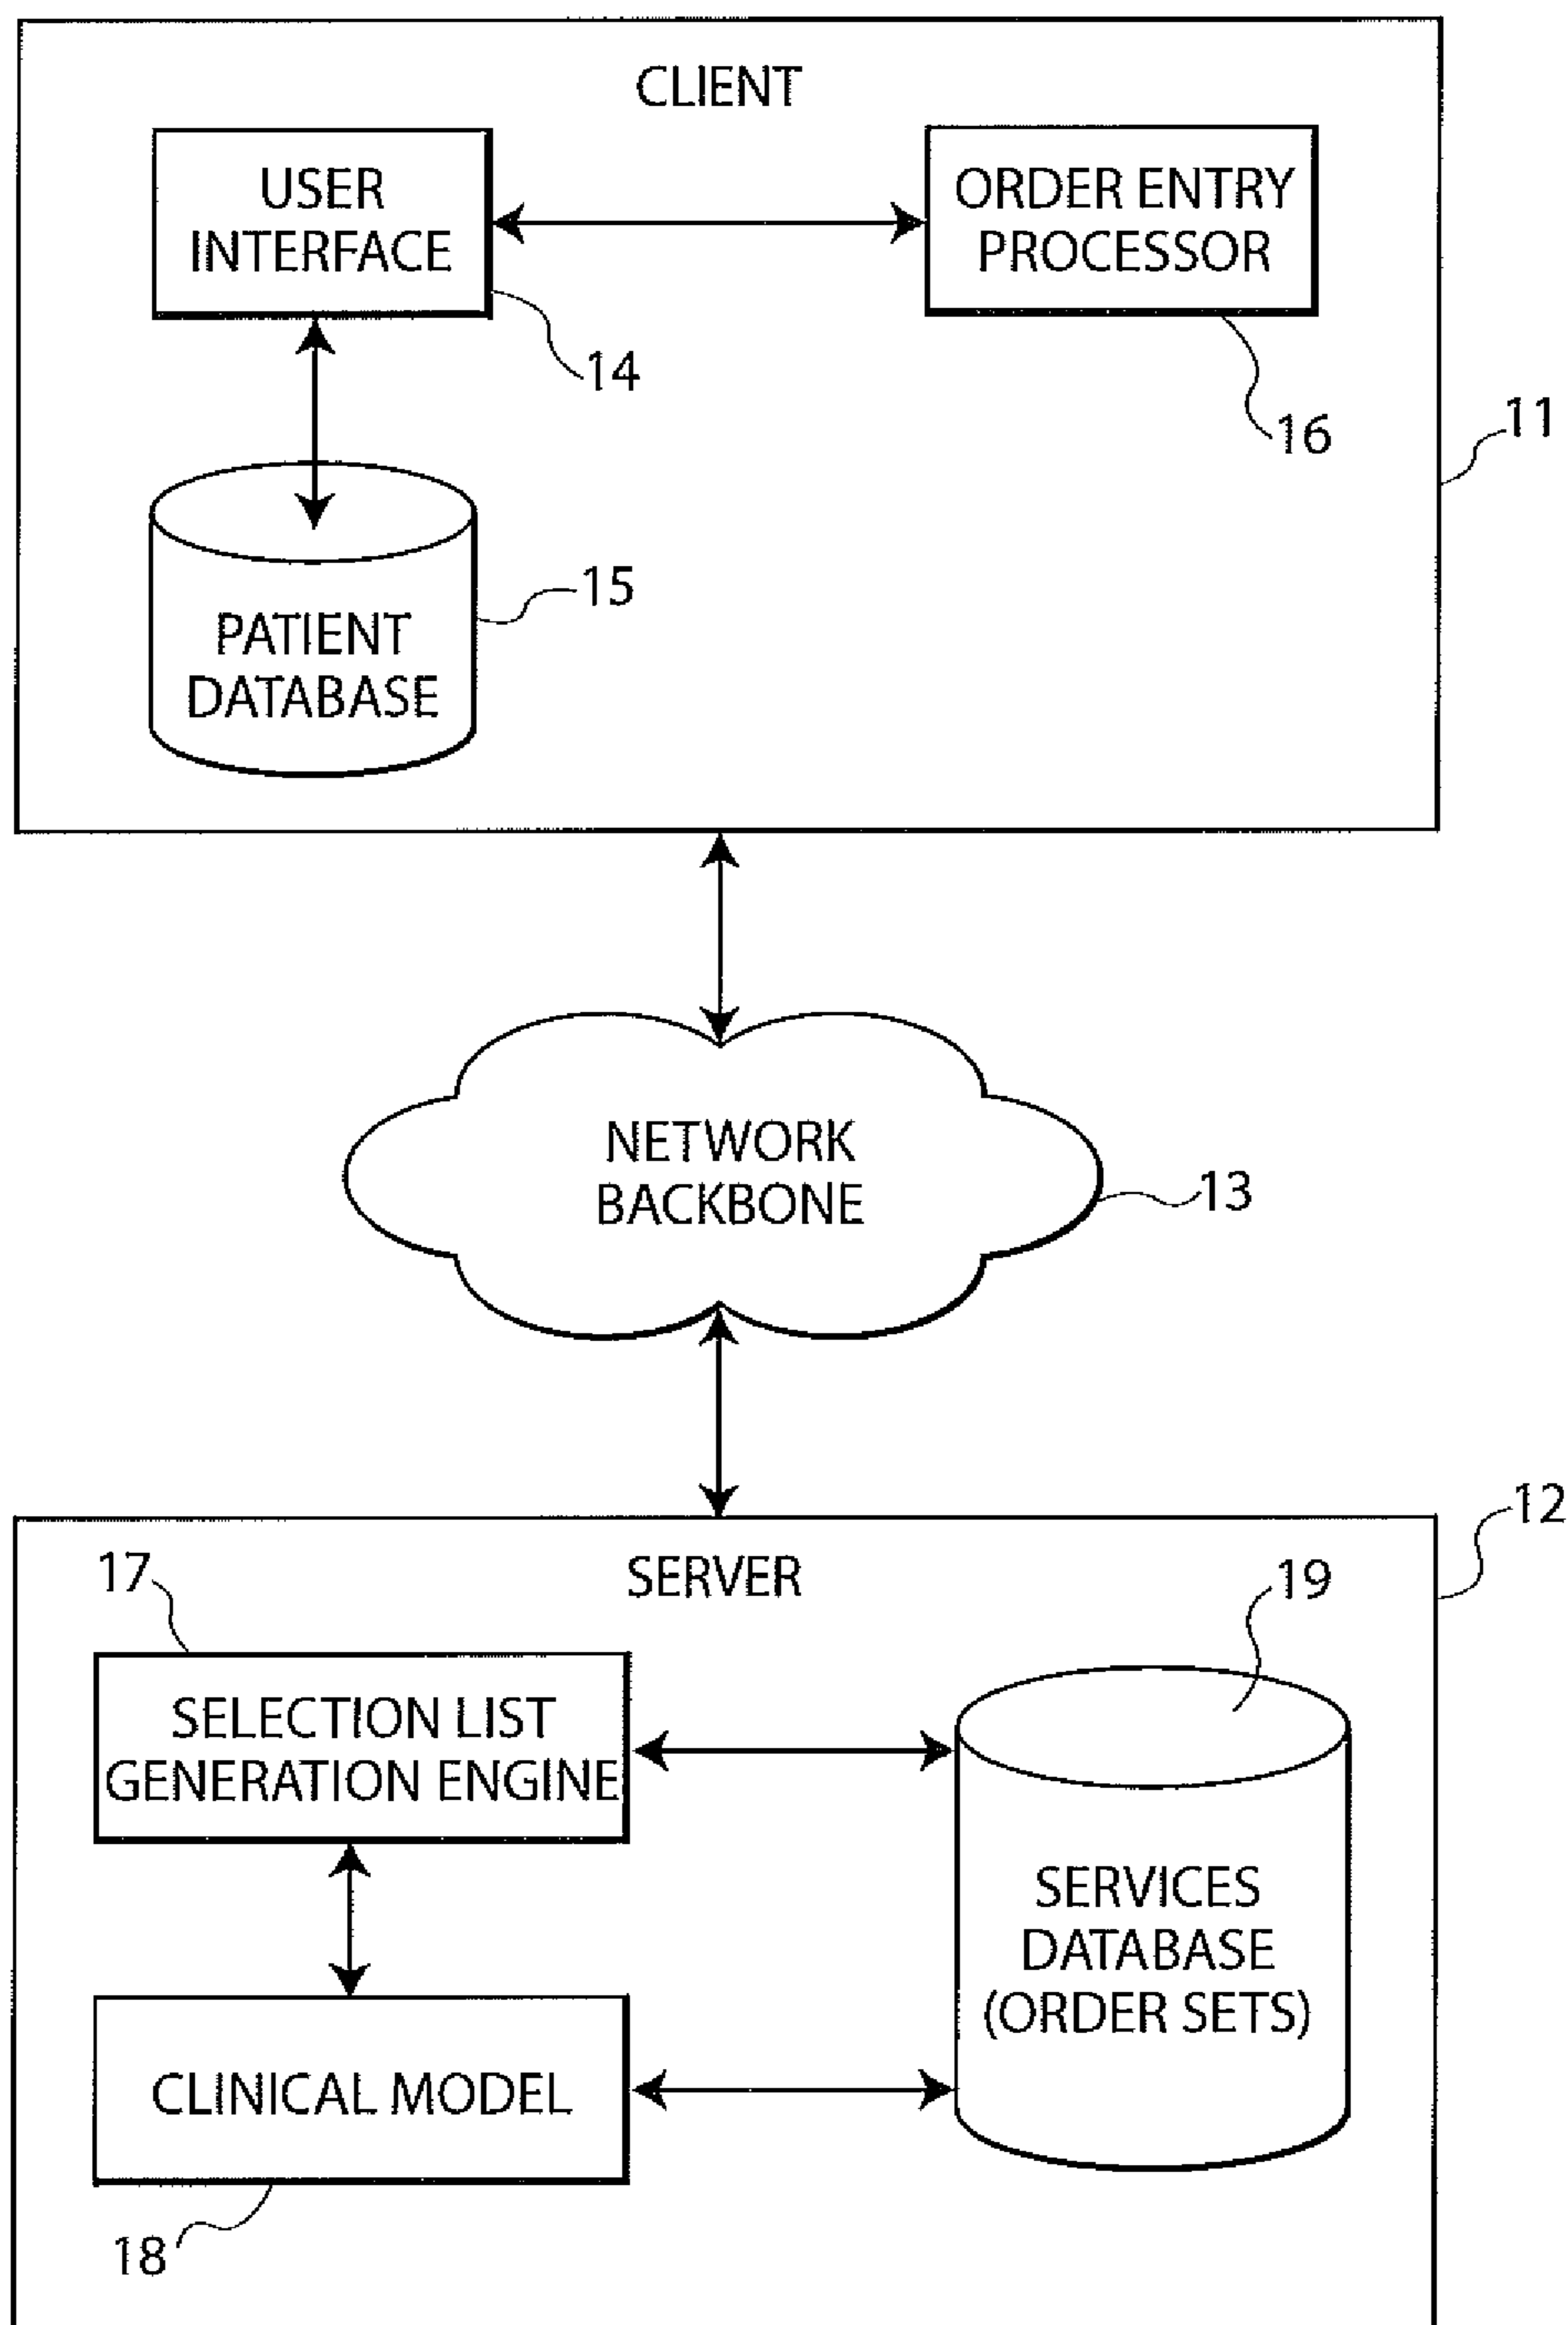 CLIENT
USER
INTERFACE
ORDER ENTRY
PROCESSOR
14
16
11
15
PATIENT
DATABASE
NETWORK
BACKBONE
13
12
SERVER
17
19
SELECTION LIST
GENERATION ENGINE
SERVICES
DATABASE
(ORDER SETS)
CLINICAL MODEL
18